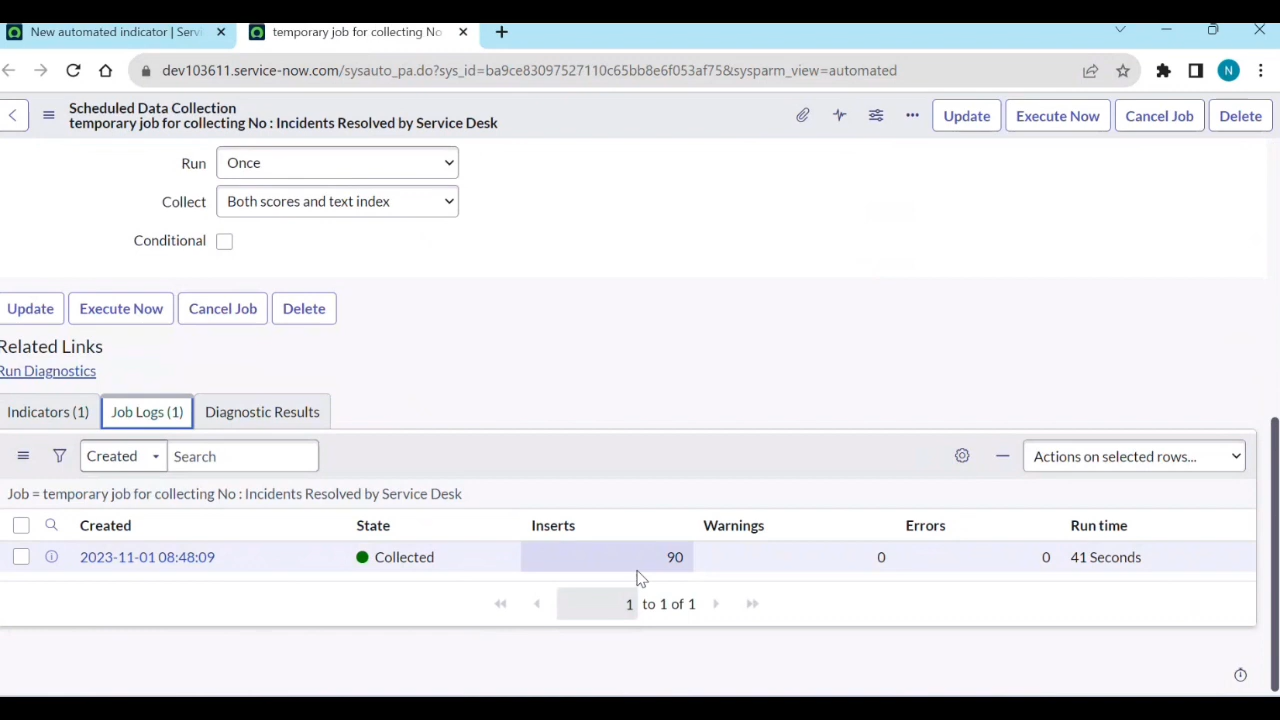 New automated indicator | Servi
temporary job for collecting No
dev103611.service-now.com/sysauto_pa.do?sys_id=ba9ce83097527110c65bb8e6f053af75&sysparm_view=automated
N
Scheduled Data Collection
temporary job for collecting No : Incidents Resolved by Service Desk
Update Execute Now Cancel Job Delete
Run Once
Collect Both scores and text index
Conditional
Update Execute Now Cancel Job Delete
Related Links
Run Diagnostics
Indicators (1) Job Logs (1) Diagnostic Results
Created Search Actions on selected rows...
Job = temporary job for collecting No : Incidents Resolved by Service Desk
Created State Inserts Warnings Errors Run time
2023-11-01 08:48:09 Collected 90 0 0 41 Seconds
1 to 1 of 1